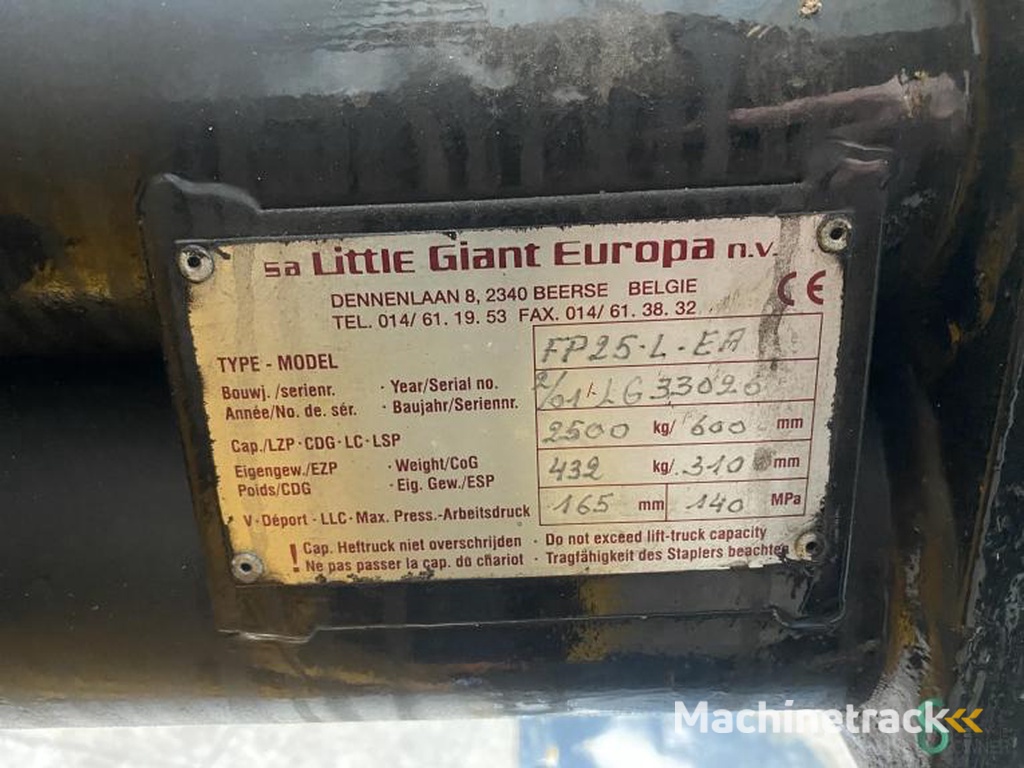 sa Little Giant Europa n.v.
CE
DENNENLAAN 8, 2340 BEERSE BELGIE
TEL. 014/ 61. 19. 53 FAX. 014/ 61. 38. 32
TYPE - MODEL FP25-L-EA
Bouwj./serienr. · Year/Serial no.
Année/No. de sér. · Baujahr/Seriennr. 2/01/-LG33026
Cap./LZP·CDG·LC·LSP 2500 kg/ 600 mm
Eigengew./EZP · Weight/CoG
Poids/CDG · Eig. Gew./ESP 432 kg/ 310 mm
V·Déport - LLC·Max. Press.-Arbeitsdruck 165 mm 140 MPa
! Cap. Heftruck niet overschrijden · Do not exceed lift-truck capacity
Ne pas passer la cap. du chariot · Tragfähigkeit des Staplers beachten
Machinetrack